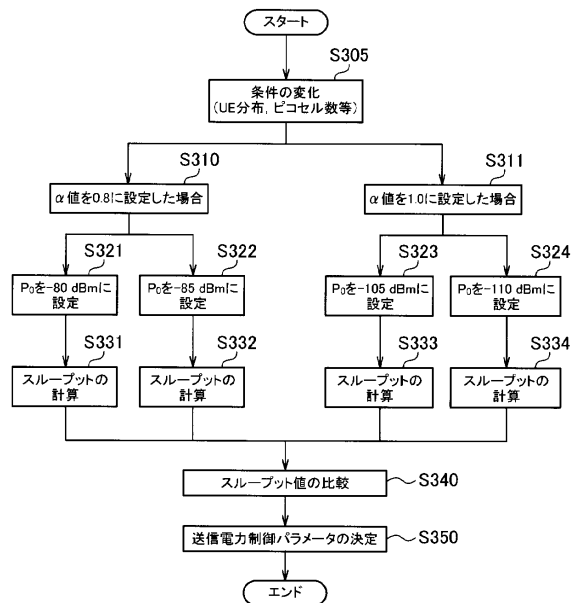 スタート
S305
条件の変化
(UE分布, ピコセル数等)
S310
α値を0.8に設定した場合
S311
α値を1.0に設定した場合
S321
P₀を-80 dBmに
設定
S322
P₀を-85 dBmに
設定
S323
P₀を-105 dBmに
設定
S324
P₀を-110 dBmに
設定
S331
スループットの
計算
S332
スループットの
計算
S333
スループットの
計算
S334
スループットの
計算
スループット値の比較
S340
送信電力制御パラメータの決定
S350
エンド